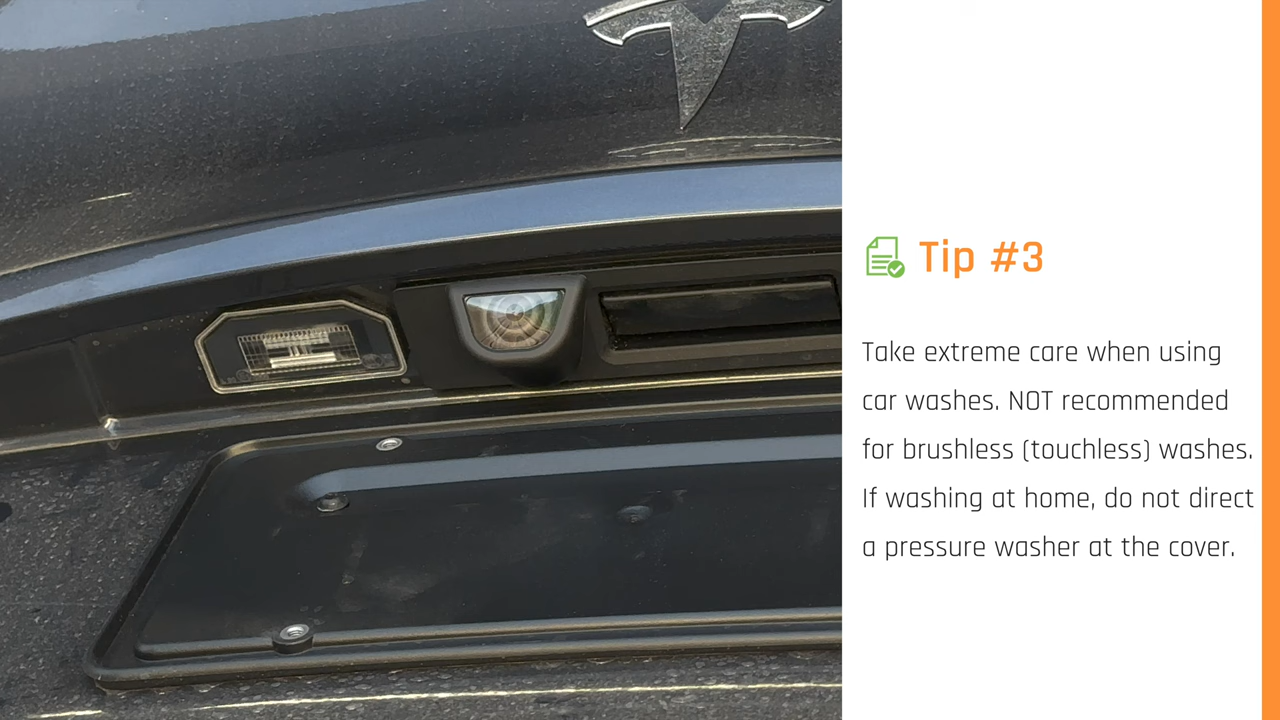 Tip #3
Take extreme care when using
car washes. NOT recommended
for brushless (touchless) washes.
If washing at home, do not direct
a pressure washer at the cover.